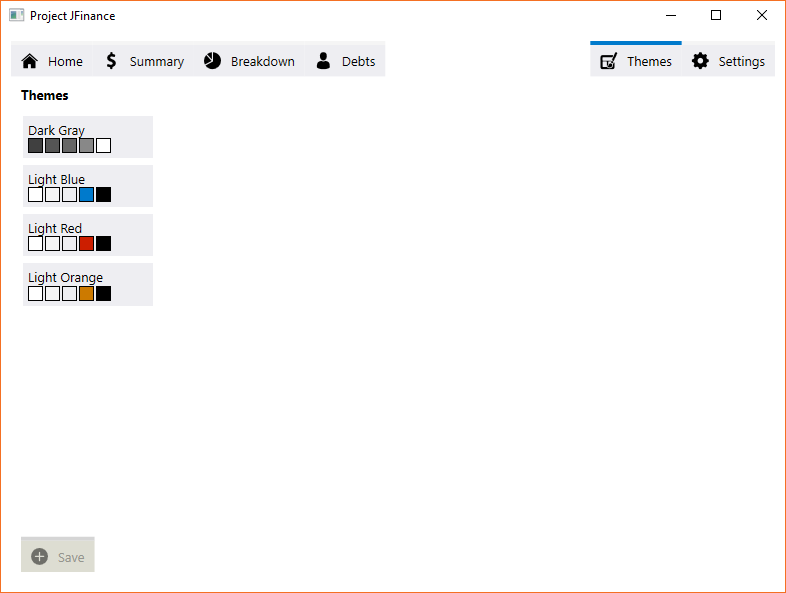 Project JFinance
Home Summary Breakdown Debts Themes Settings
Themes
Dark Gray
Light Blue
Light Red
Light Orange
Save